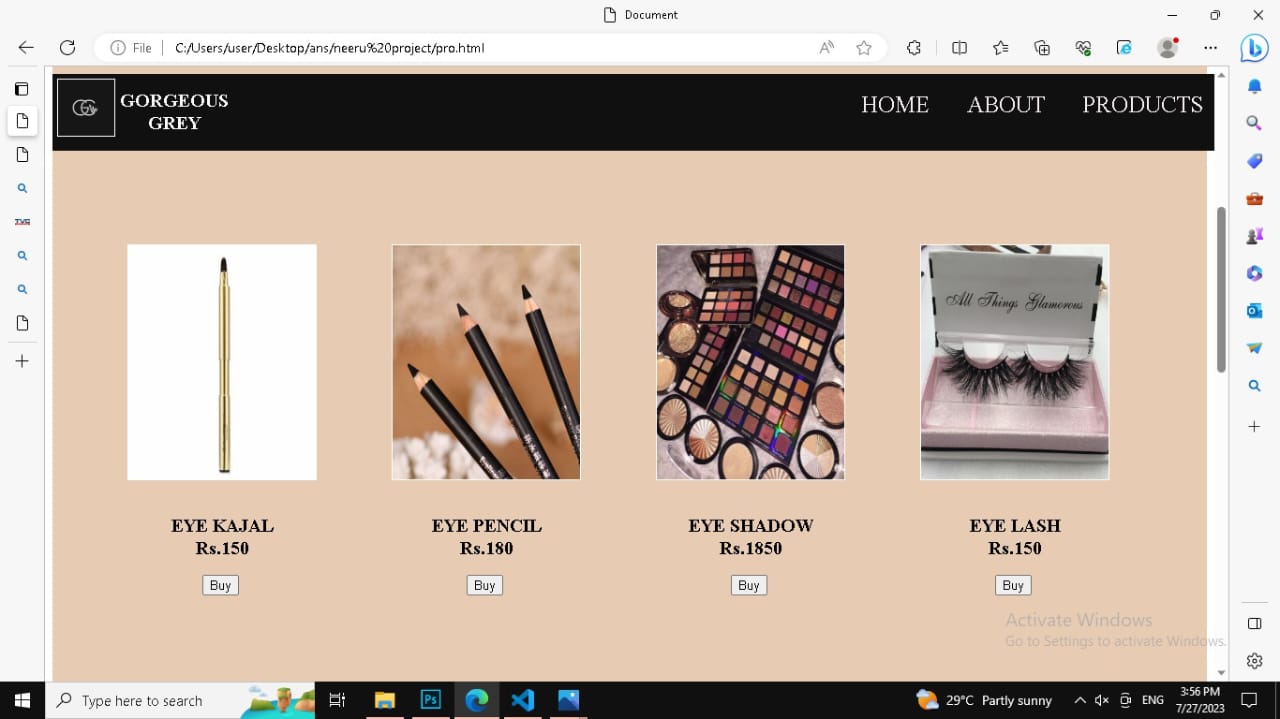 Document
File
C:/Users/user/Desktop/ans/neeru%20project/pro.html
GORGEOUS
GREY
HOME ABOUT PRODUCTS
All Things Glamorous
EYE KAJAL
Rs.150
Buy
EYE PENCIL
Rs.180
Buy
EYE SHADOW
Rs.1850
Buy
EYE LASH
Rs.150
Buy
Activate Windows
Go to Settings to activate Windows.
Type here to search
Ps
29°C Partly sunny
ENG
3:56 PM
7/27/2023